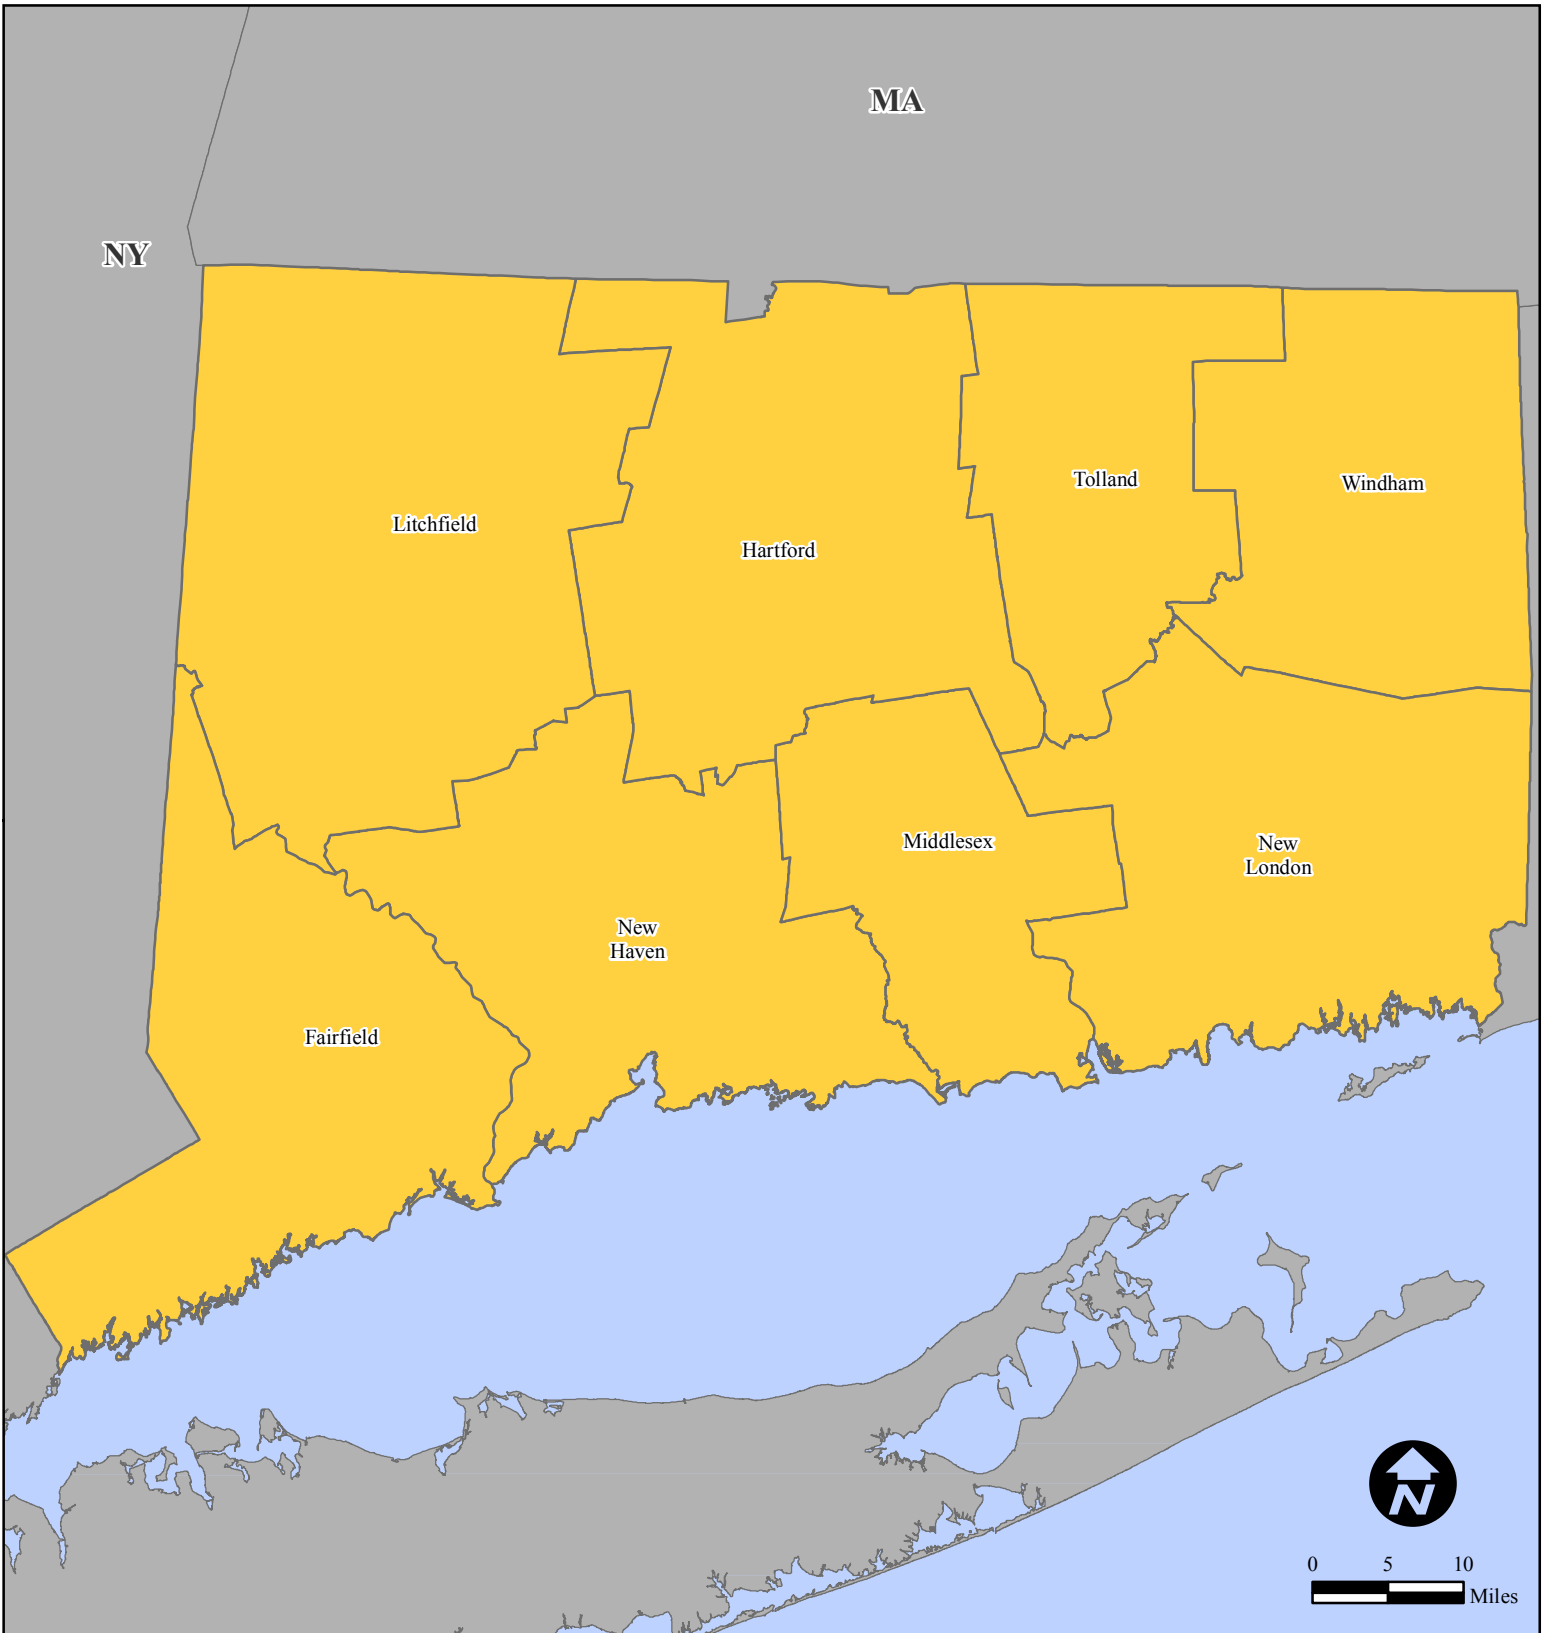 MA
NY
Tolland
Windham
Litchfield
Hartford
Middlesex
New
London
New
Haven
Fairfield
N
0 5 10
Miles